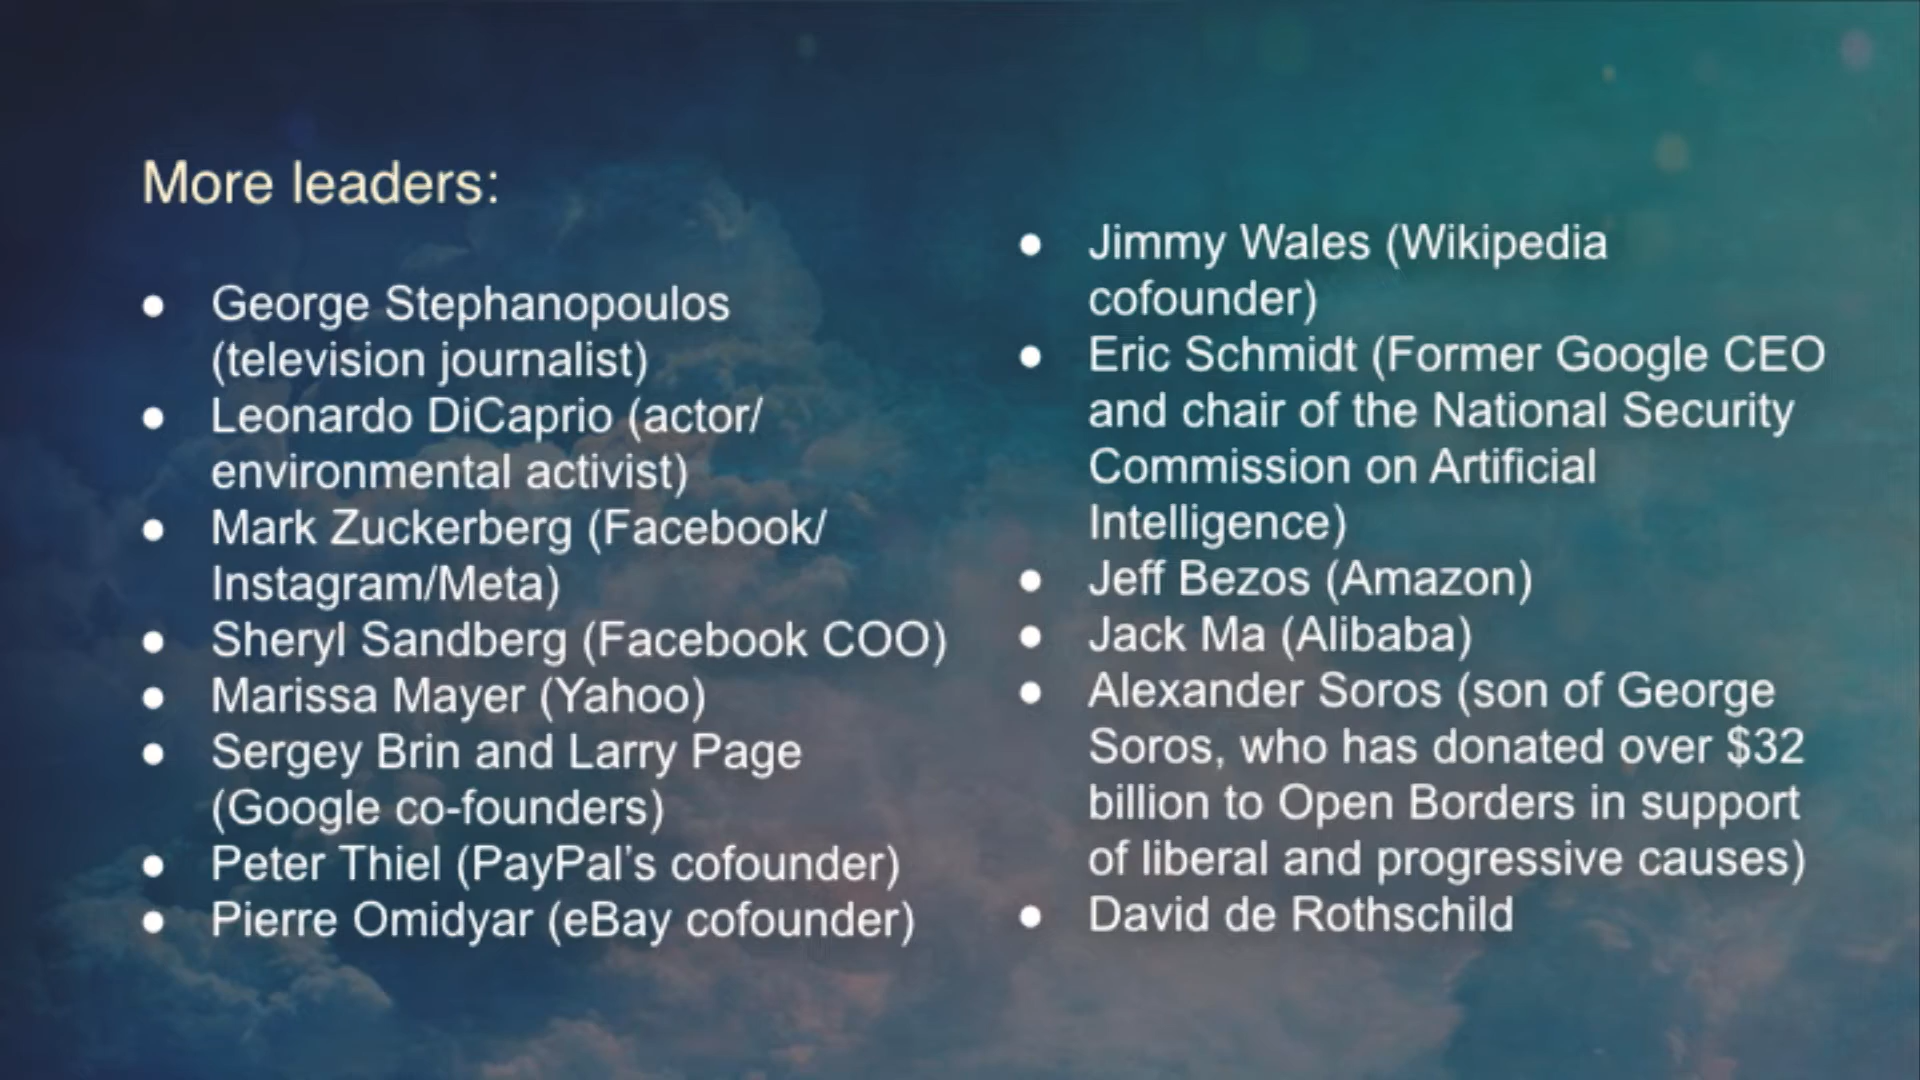 More leaders:
● George Stephanopoulos
(television journalist)
● Leonardo DiCaprio (actor/
environmental activist)
● Mark Zuckerberg (Facebook/
Instagram/Meta)
● Sheryl Sandberg (Facebook COO)
● Marissa Mayer (Yahoo)
● Sergey Brin and Larry Page
(Google co-founders)
● Peter Thiel (PayPal’s cofounder)
● Pierre Omidyar (eBay cofounder)
● Jimmy Wales (Wikipedia
cofounder)
● Eric Schmidt (Former Google CEO
and chair of the National Security
Commission on Artificial
Intelligence)
● Jeff Bezos (Amazon)
● Jack Ma (Alibaba)
● Alexander Soros (son of George
Soros, who has donated over $32
billion to Open Borders in support
of liberal and progressive causes)
● David de Rothschild